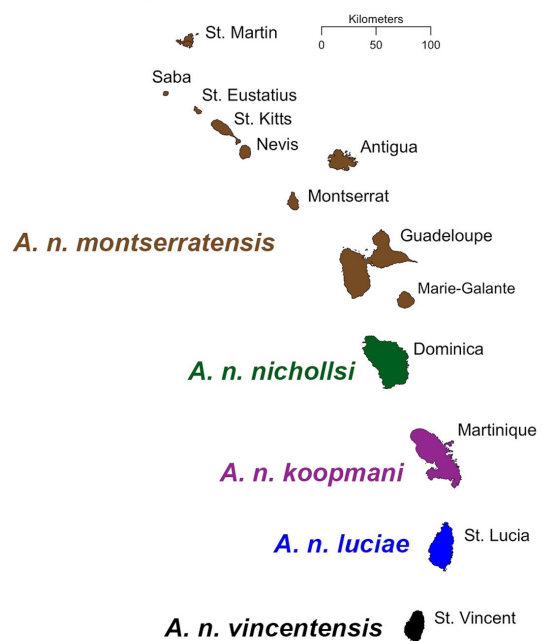 Kilometers
0 50 100
St. Martin
Saba
St. Eustatius
St. Kitts
Nevis
Antigua
Montserrat
A. n. montserratensis
Guadeloupe
Marie-Galante
A. n. nichollsi
Dominica
Martinique
A. n. koopmani
St. Lucia
A. n. luciae
St. Vincent
A. n. vincentensis